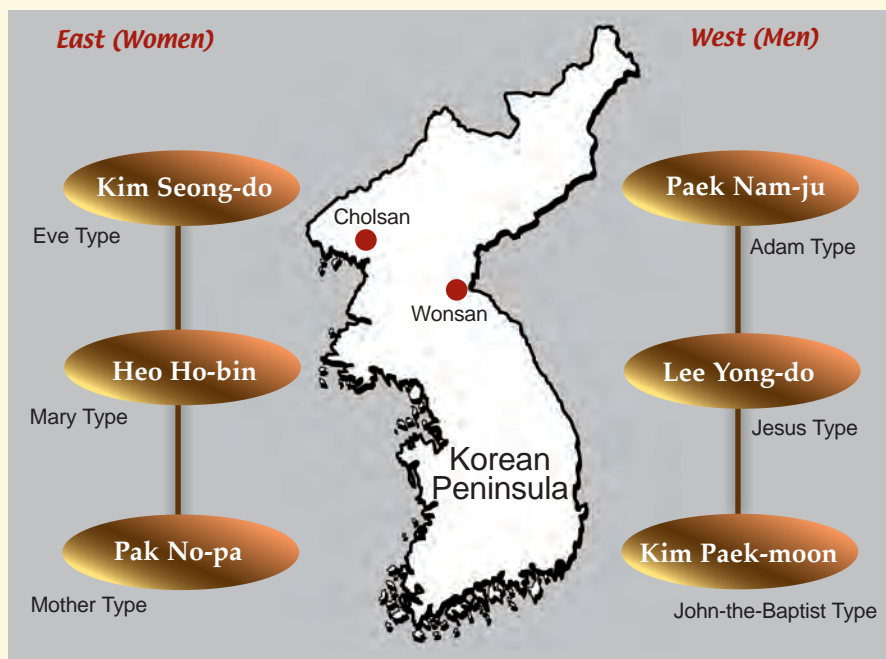 East (Women)
West (Men)
Kim Seong-do
Eve Type
Heo Ho-bin
Mary Type
Pak No-pa
Mother Type
Cholsan
Wonsan
Korean
Peninsula
Paek Nam-ju
Adam Type
Lee Yong-do
Jesus Type
Kim Paek-moon
John-the-Baptist Type